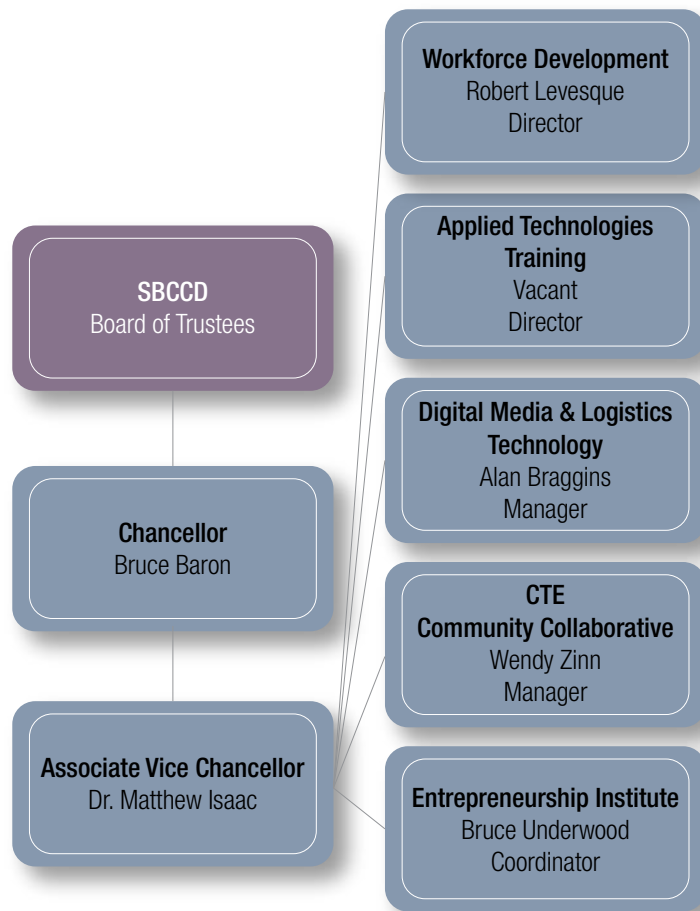 SBCCD
Board of Trustees
Chancellor
Bruce Baron
Associate Vice Chancellor
Dr. Matthew Isaac
Workforce Development
Robert Levesque
Director
Applied Technologies
Training
Vacant
Director
Digital Media & Logistics
Technology
Alan Braggins
Manager
CTE
Community Collaborative
Wendy Zinn
Manager
Entrepreneurship Institute
Bruce Underwood
Coordinator